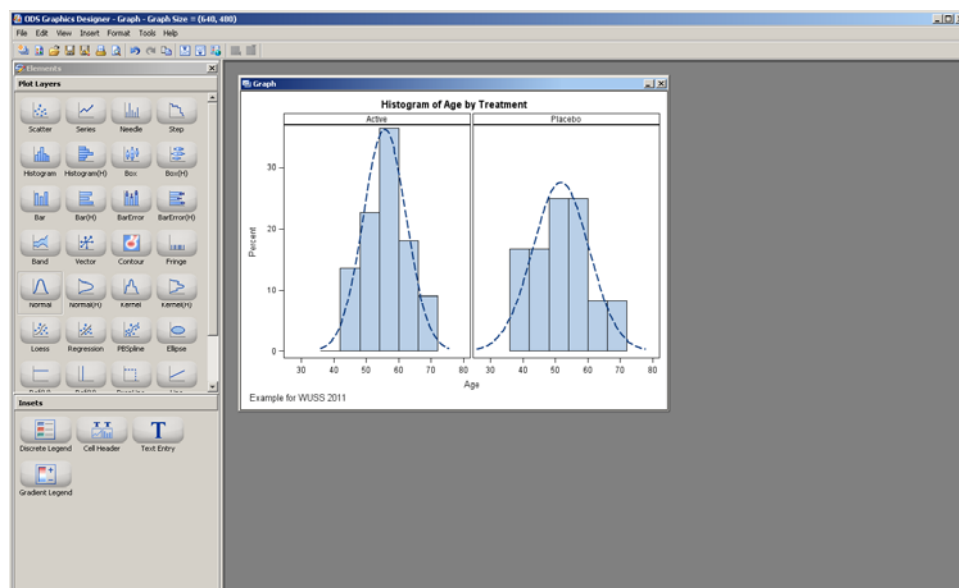 ODS Graphics Designer - Graph - Graph Size = (640, 480)
File Edit View Insert Format Tools Help
Elements
Plot Layers
Scatter Series Needle Step
Histogram Histogram(H) Box Box(H)
Bar Bar(H) BarError BarError(H)
Band Vector Contour Fringe
Normal Normal(H) Kernel Kernel(H)
Loess Regression PBSpline Ellipse
Insets
Discrete Legend Cell Header Text Entry
Gradient Legend
Graph
Histogram of Age by Treatment
Active Placebo
Percent
30
20
10
0
30 40 50 60 70 80 30 40 50 60 70 80
Age
Example for WUSS 2011